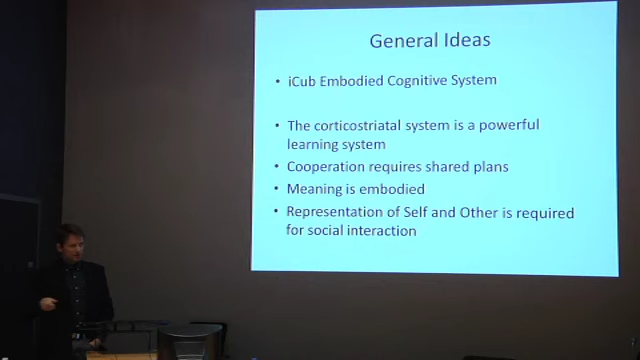 General Ideas
• iCub Embodied Cognitive System
• The corticostriatal system is a powerful
learning system
• Cooperation requires shared plans
• Meaning is embodied
• Representation of Self and Other is required
for social interaction